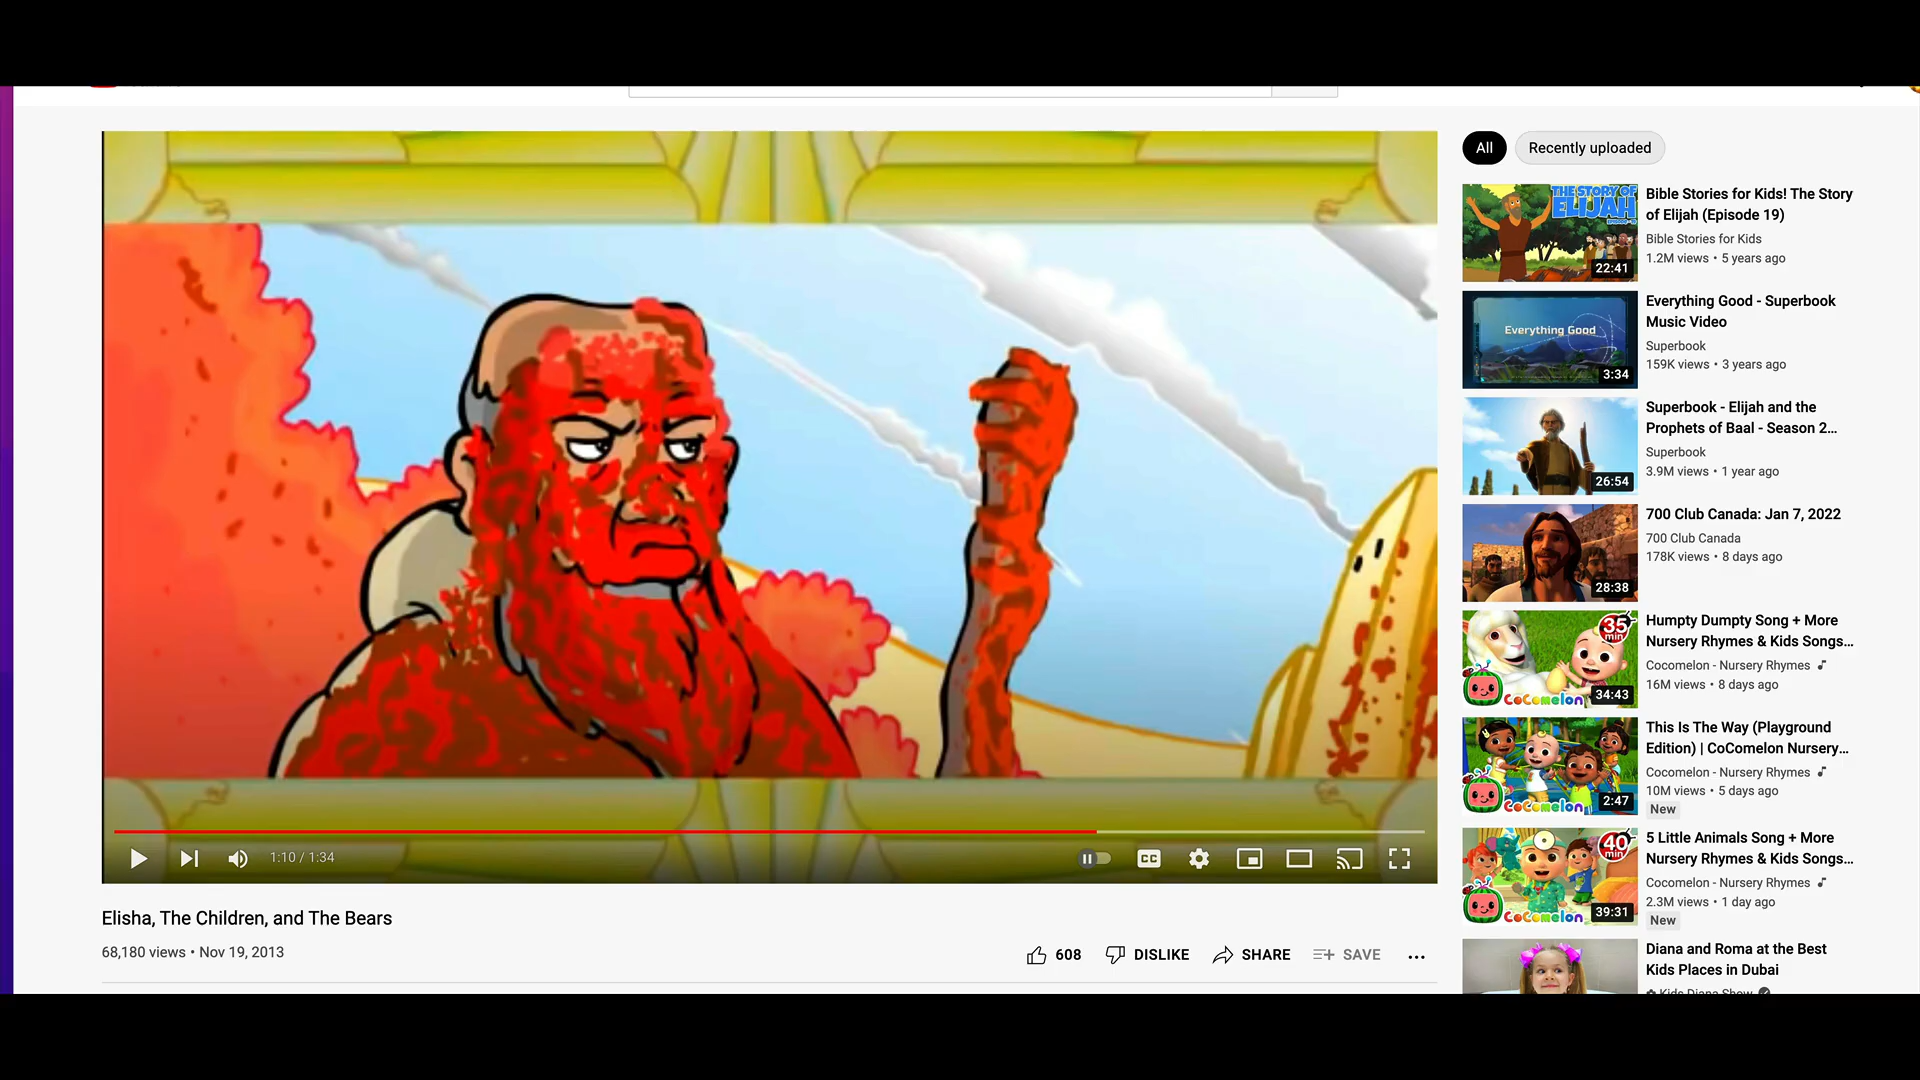 1:10 / 1:34
CC
Elisha, The Children, and The Bears
68,180 views • Nov 19, 2013
608
DISLIKE
SHARE
SAVE
All
Recently uploaded
THE STORY OF
ELIJAH
22:41
Bible Stories for Kids! The Story
of Elijah (Episode 19)
Bible Stories for Kids
1.2M views • 5 years ago
Everything Good
3:34
Everything Good - Superbook
Music Video
Superbook
159K views • 3 years ago
26:54
Superbook - Elijah and the
Prophets of Baal - Season 2...
Superbook
3.9M views • 1 year ago
28:38
700 Club Canada: Jan 7, 2022
700 Club Canada
178K views • 8 days ago
35
min
CoComelon
34:43
Humpty Dumpty Song + More
Nursery Rhymes & Kids Songs...
Cocomelon - Nursery Rhymes
16M views • 8 days ago
CoComelon
2:47
This Is The Way (Playground
Edition) | CoComelon Nursery...
Cocomelon - Nursery Rhymes
10M views • 5 days ago
New
40
min
CoComelon
39:31
5 Little Animals Song + More
Nursery Rhymes & Kids Songs...
Cocomelon - Nursery Rhymes
2.3M views • 1 day ago
New
Diana and Roma at the Best
Kids Places in Dubai
Kids Diana Show